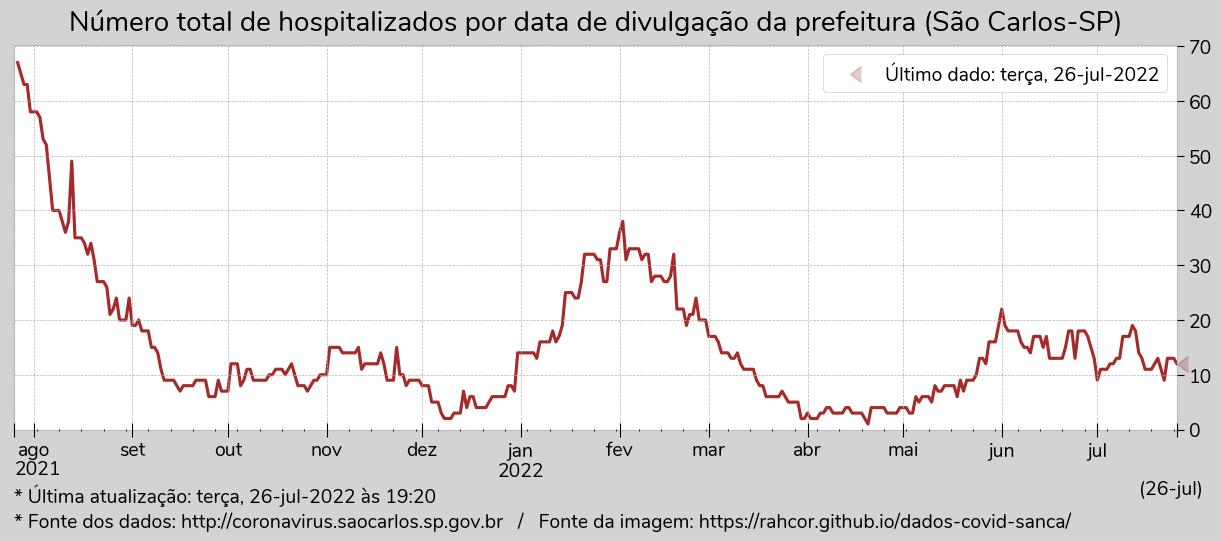 Número total de hospitalizados por data de divulgação da prefeitura (São Carlos-SP)
Último dado: terça, 26-jul-2022
70
60
50
40
30
20
10
0
ago set out nov dez jan fev mar abr mai jun jul
2021 2022
(26-jul)
* Última atualização: terça, 26-jul-2022 às 19:20
* Fonte dos dados: http://coronavirus.saocarlos.sp.gov.br / Fonte da imagem: https://rahcor.github.io/dados-covid-sanca/